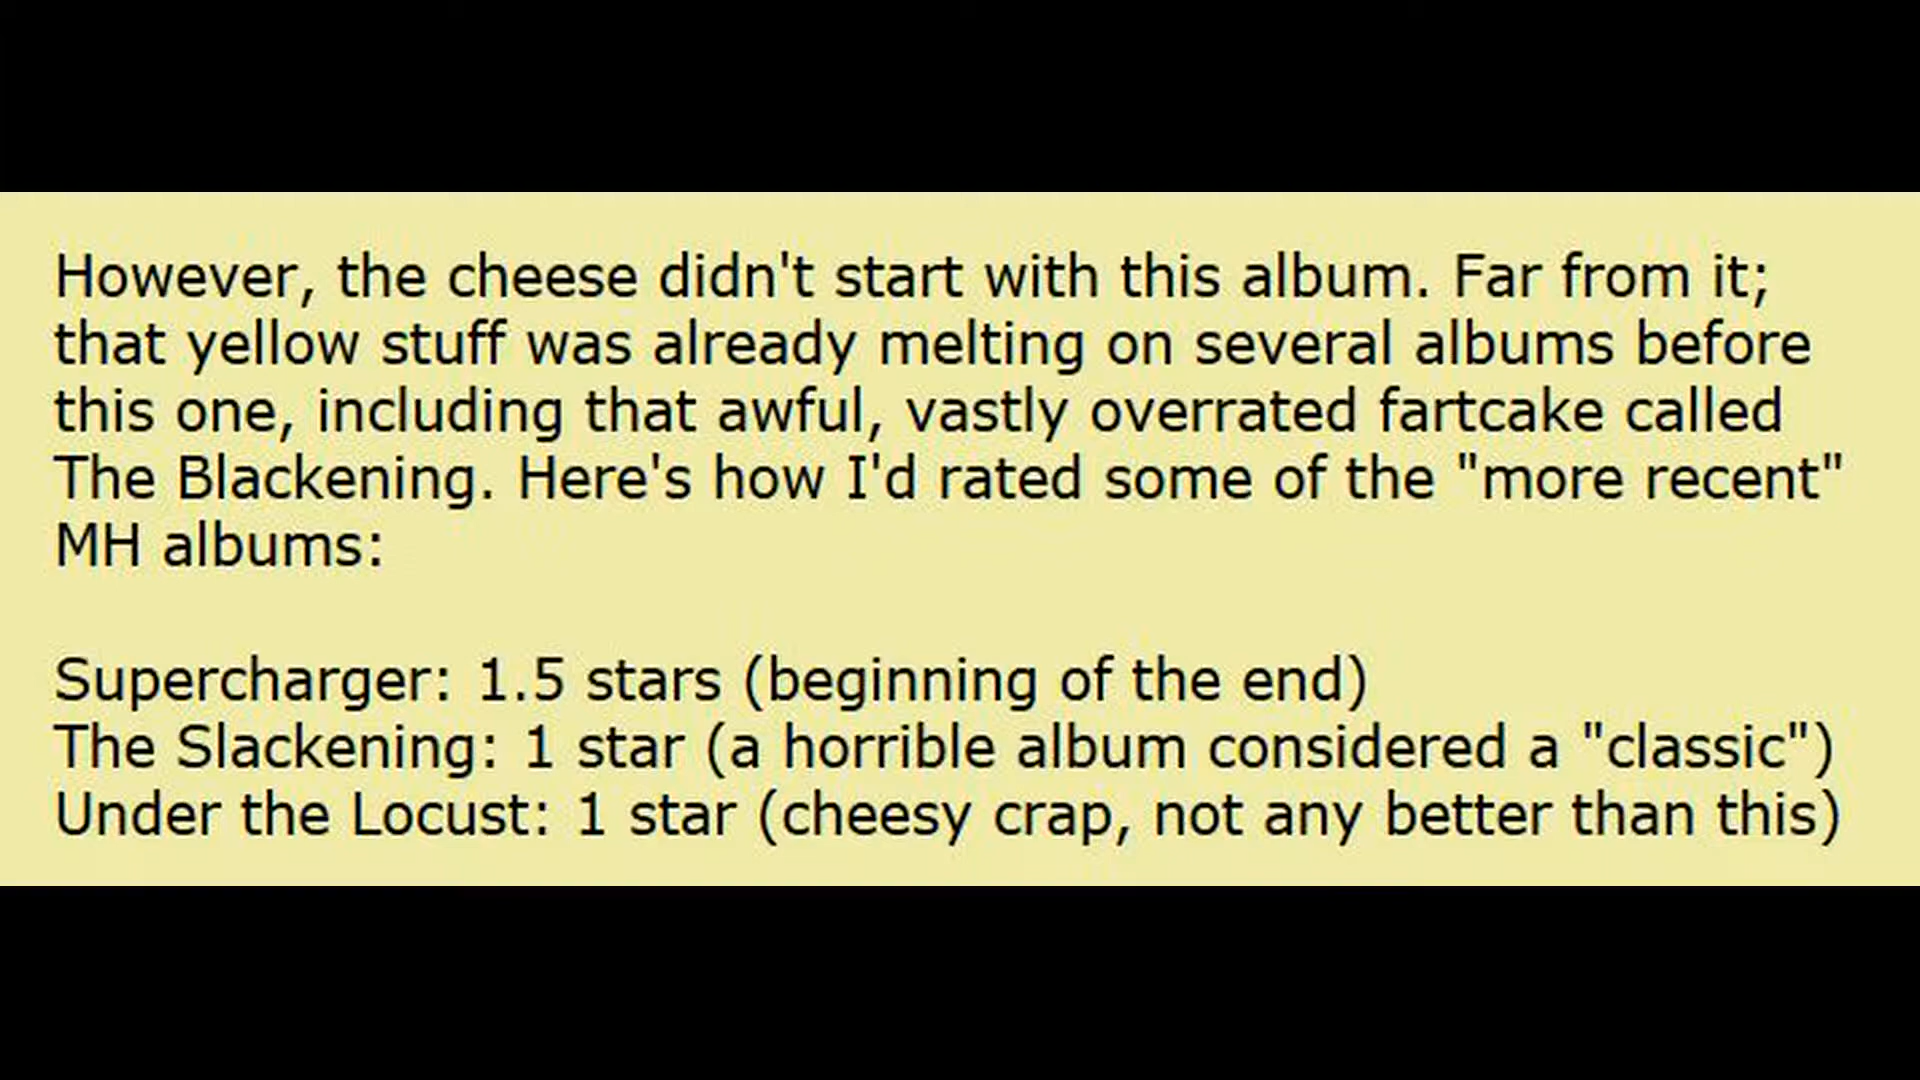 However, the cheese didn't start with this album. Far from it;
that yellow stuff was already melting on several albums before
this one, including that awful, vastly overrated fartcake called
The Blackening. Here's how I'd rated some of the "more recent"
MH albums:
Supercharger: 1.5 stars (beginning of the end)
The Slackening: 1 star (a horrible album considered a "classic")
Under the Locust: 1 star (cheesy crap, not any better than this)